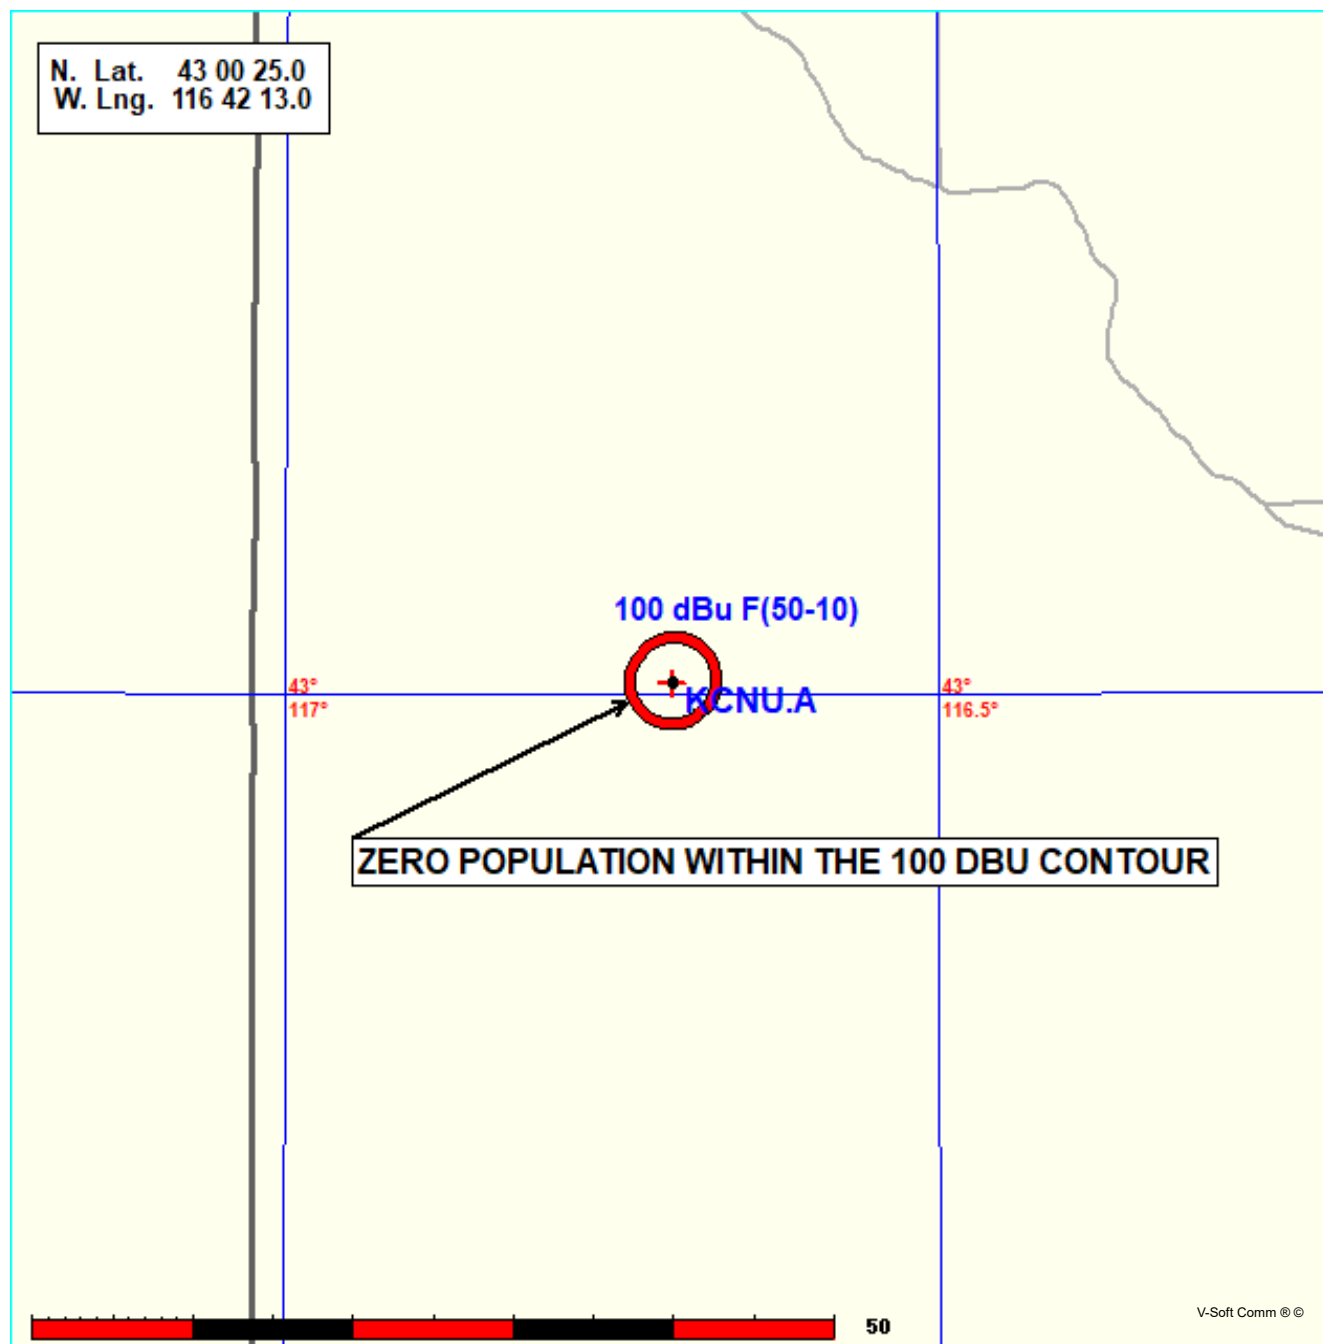 N. Lat. 43 00 25.0
W. Lng. 116 42 13.0
100 dBu F(50-10)
KCNU.A
43°
117°
43°
116.5°
ZERO POPULATION WITHIN THE 100 DBU CONTOUR
50
V-Soft Comm ® ©